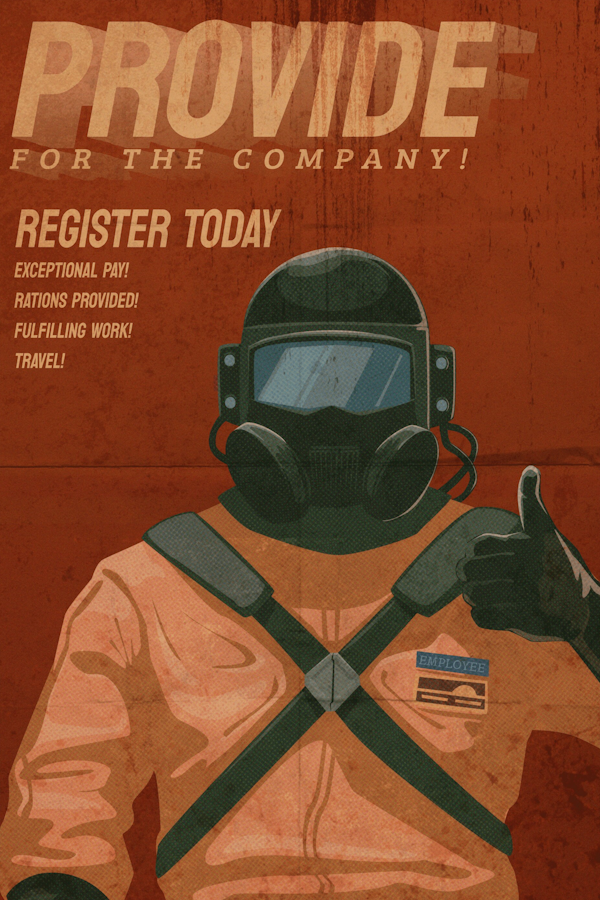 PROVIDE
FOR THE COMPANY!
REGISTER TODAY
EXCEPTIONAL PAY!
RATIONS PROVIDED!
FULFILLING WORK!
TRAVEL!
EMPLOYEE